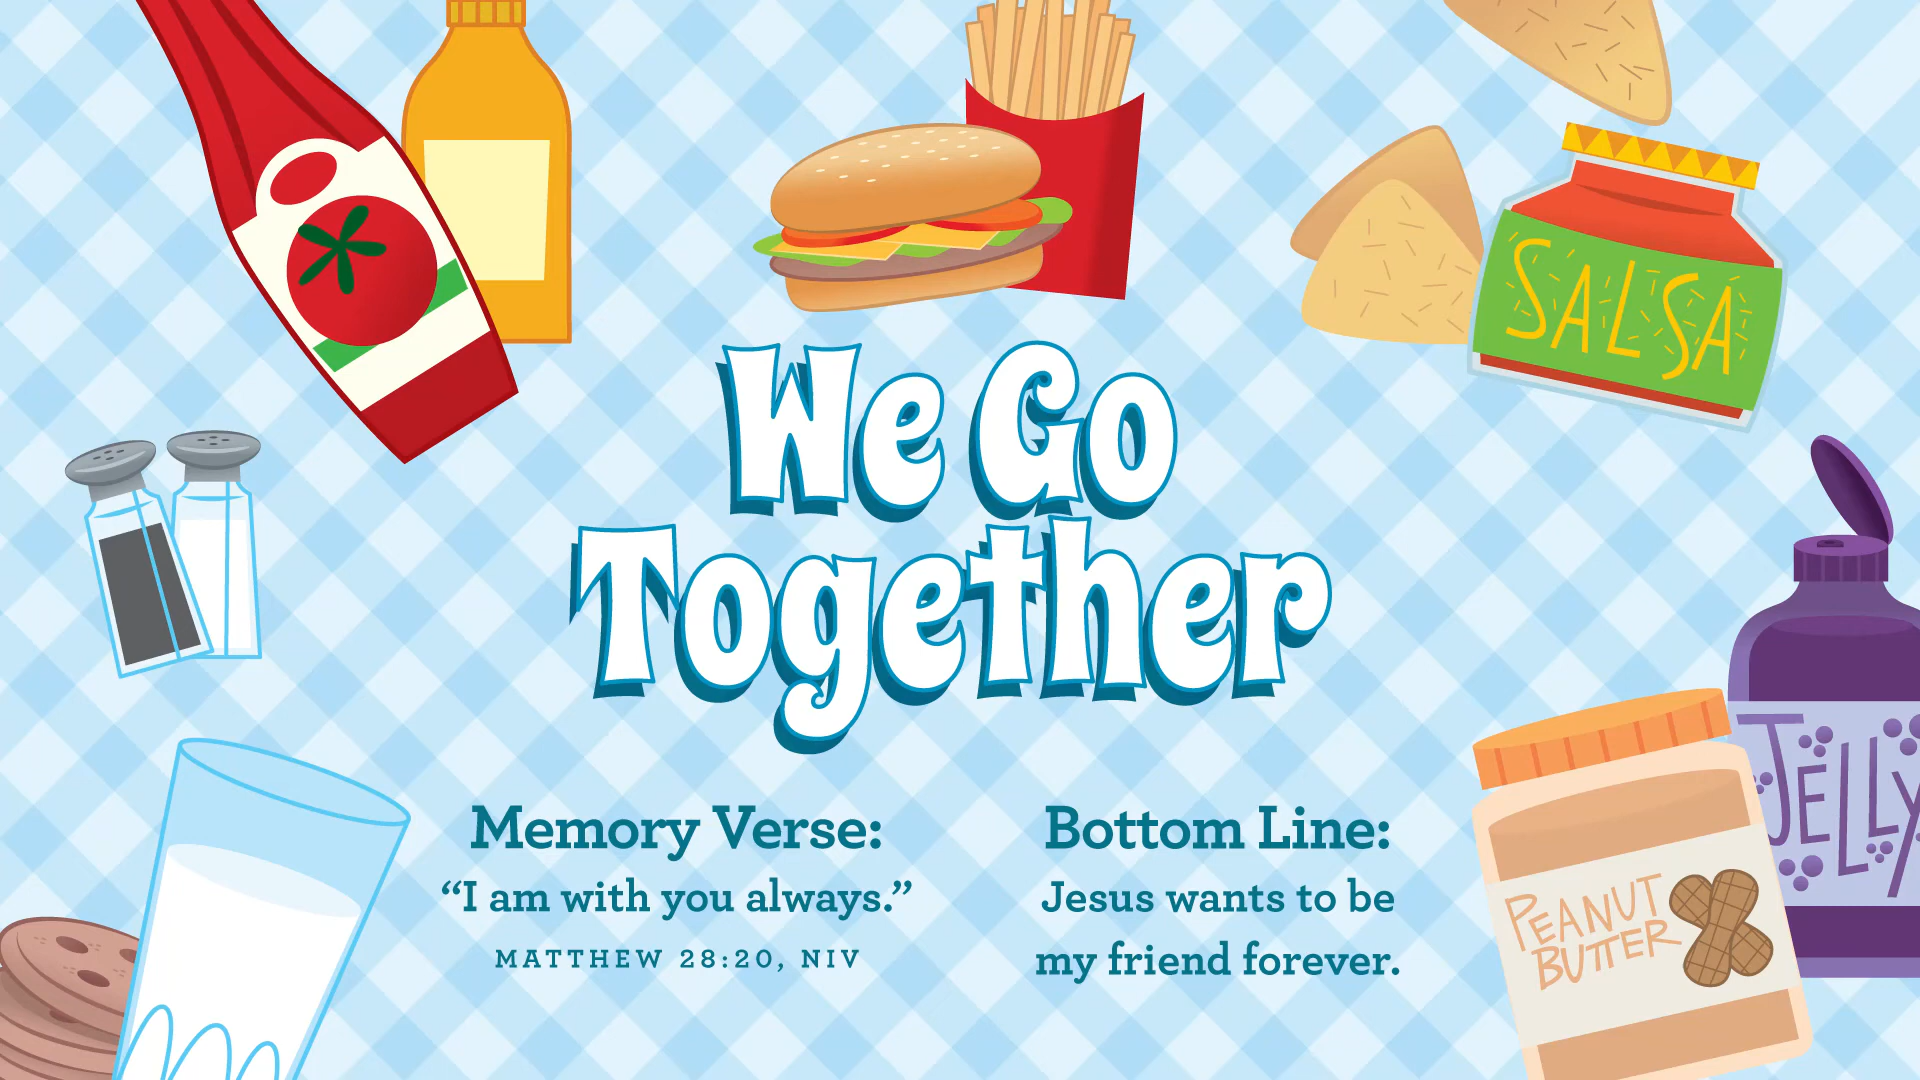 SALSA
We Go
Together
JELLY
PEANUT
BUTTER
Memory Verse:
“I am with you always.”
MATTHEW 28:20, NIV
Bottom Line:
Jesus wants to be
my friend forever.